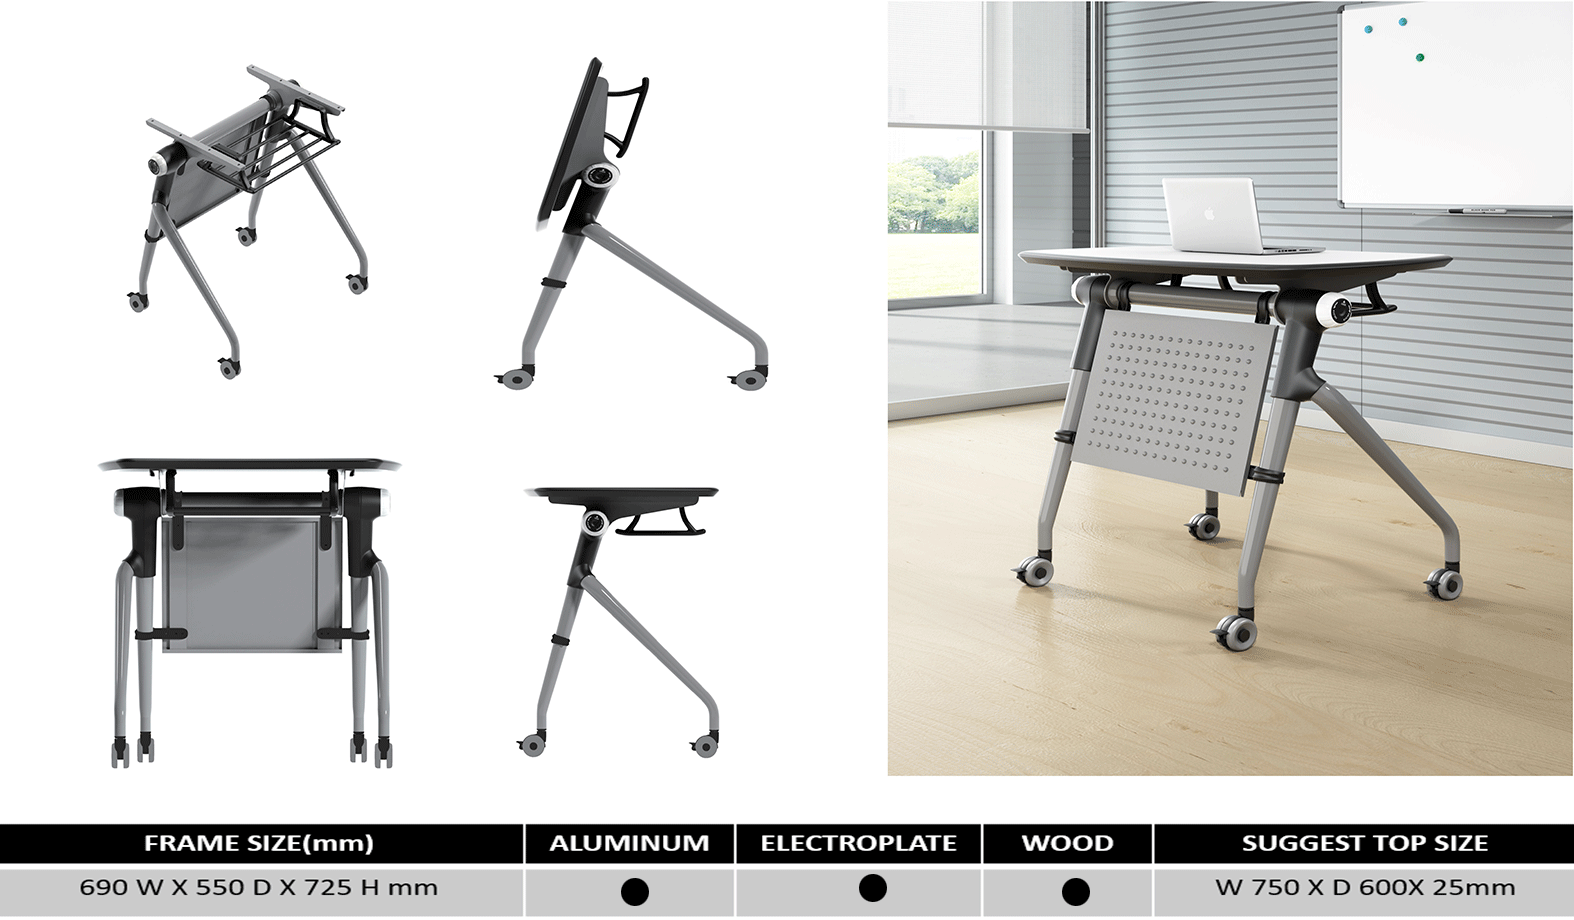 FRAME SIZE(mm) ALUMINUM ELECTROPLATE WOOD SUGGEST TOP SIZE
690 W X 550 D X 725 H mm ● ● ● W 750 X D 600X 25mm